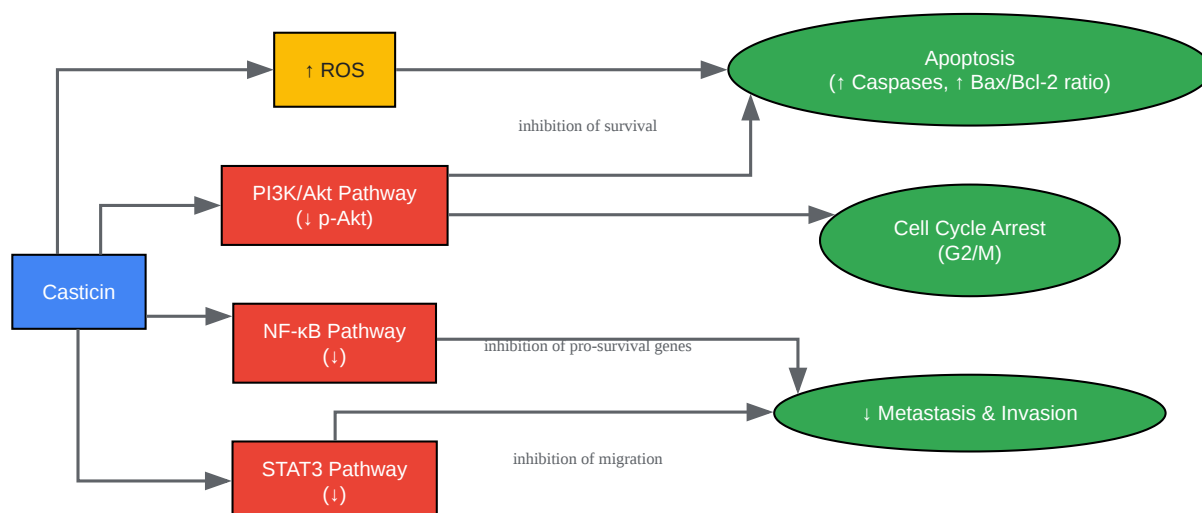 ↑ ROS
Apoptosis
(↑ Caspases, ↑ Bax/Bcl-2 ratio)
inhibition of survival
PI3K/Akt Pathway
(↓ p-Akt)
Cell Cycle Arrest
(G2/M)
Casticin
NF-κB Pathway
(↓)
inhibition of pro-survival genes
↓ Metastasis & Invasion
STAT3 Pathway
(↓)
inhibition of migration